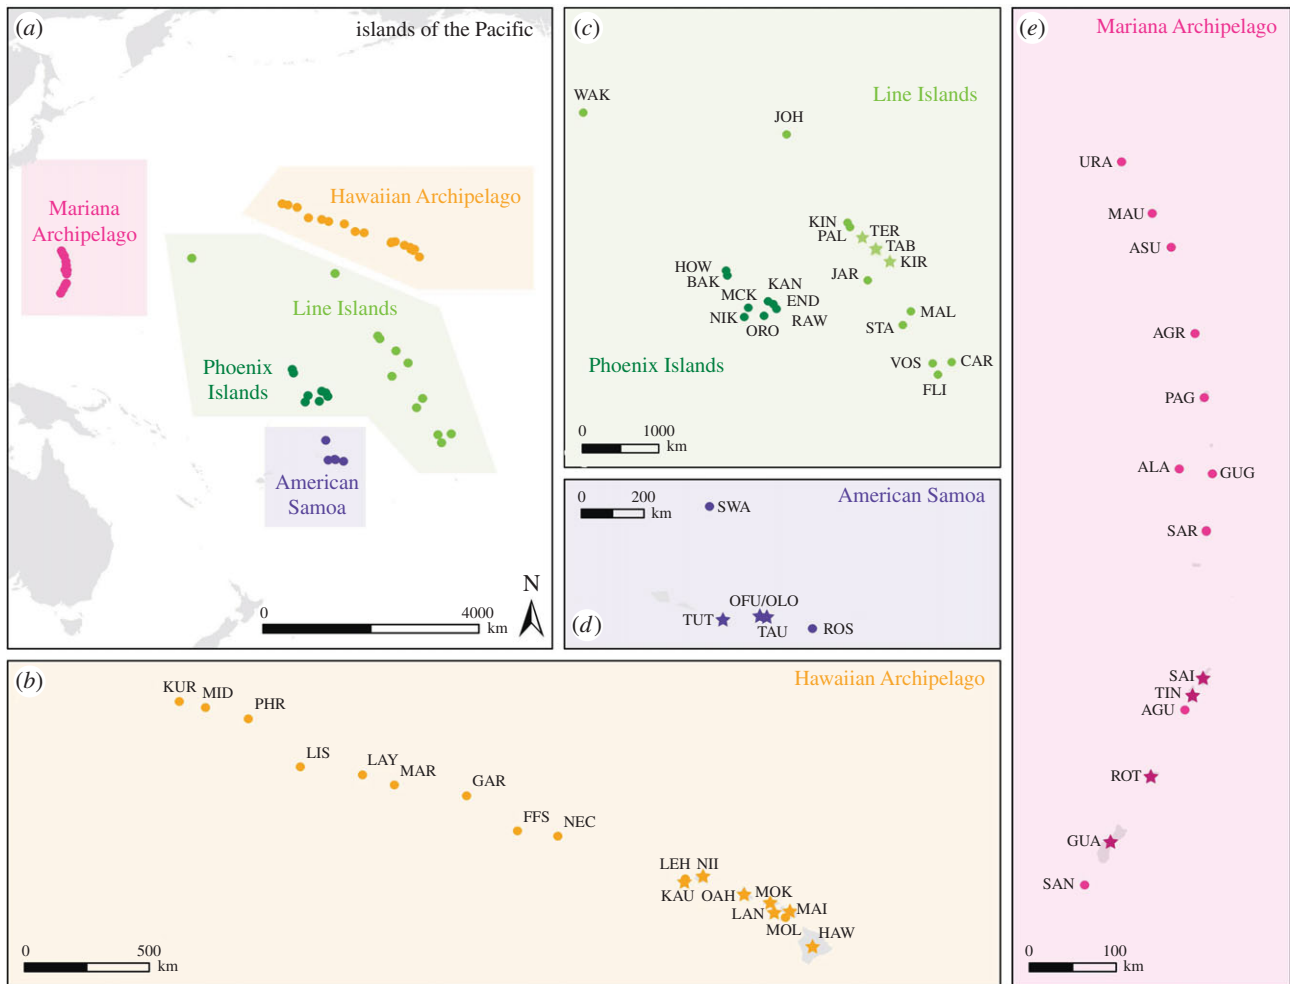 (a)
islands of the Pacific
Mariana
Archipelago
Hawaiian Archipelago
Line Islands
Phoenix
Islands
American
Samoa
N
0 4000
km
(c)
Line Islands
WAK
JOH
KIN
PAL
TER
TAB
KIR
HOW
BAK
JAR
MCK
KAN
END
NIK
ORO
RAW
MAL
STA
VOS
CAR
FLI
Phoenix Islands
0 1000
km
(d)
American Samoa
0 200
km
SWA
OFU/OLO
TUT
TAU
ROS
(b)
Hawaiian Archipelago
KUR
MID
PHR
LIS
LAY
MAR
GAR
FFS
NEC
LEH
NII
KAU
OAH
MOK
LAN
MAI
MOL
HAW
0 500
km
(e)
Mariana Archipelago
URA
MAU
ASU
AGR
PAG
ALA
GUG
SAR
SAI
TIN
AGU
ROT
GUA
SAN
0 100
km